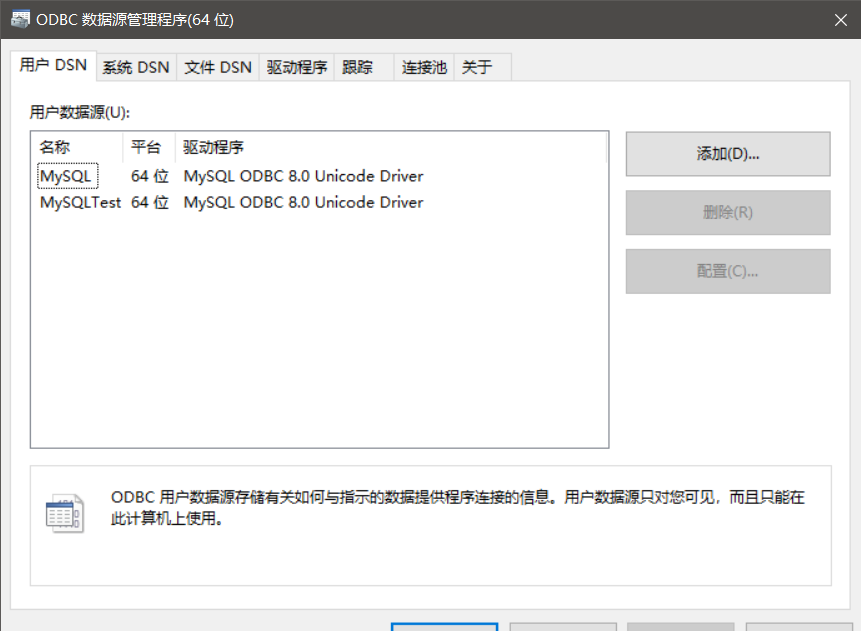 ODBC 数据源管理程序(64 位)
用户 DSN 系统 DSN 文件 DSN 驱动程序 跟踪 连接池 关于
用户数据源(U):
名称 平台 驱动程序
MySQL 64 位 MySQL ODBC 8.0 Unicode Driver
MySQLTest 64 位 MySQL ODBC 8.0 Unicode Driver
添加(D)...
删除(R)
配置(C)...
ODBC 用户数据源存储有关如何与指示的数据提供程序连接的信息。用户数据源只对您可见，而且只能在
此计算机上使用。